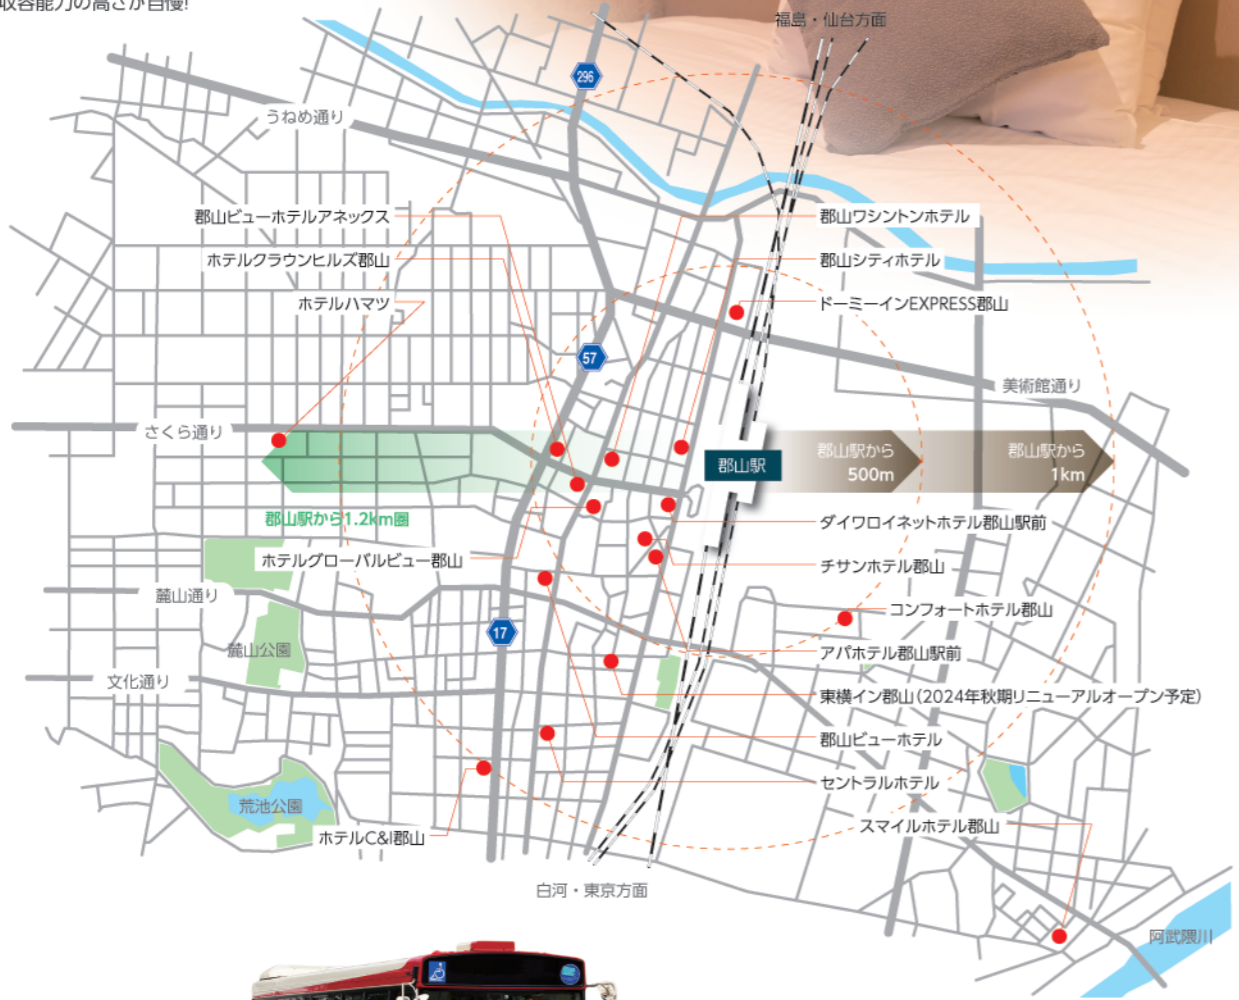 収容能力の高さが自慢!
福島・仙台方面
296
うねめ通り
郡山ビューホテルアネックス
郡山ワシントンホテル
ホテルクラウンヒルズ郡山
郡山シティホテル
ホテルハマツ
ドーミーインEXPRESS郡山
57
美術館通り
さくら通り
郡山駅
郡山駅から
500m
郡山駅から
1km
郡山駅から1.2km圏
ダイワロイネットホテル郡山駅前
ホテルグローバルビュー郡山
チサンホテル郡山
麓山通り
コンフォートホテル郡山
17
麓山公園
アパホテル郡山駅前
文化通り
東横イン郡山(2024年秋期リニューアルオープン予定)
郡山ビューホテル
セントラルホテル
荒池公園
スマイルホテル郡山
ホテルC&I郡山
白河・東京方面
阿武隈川